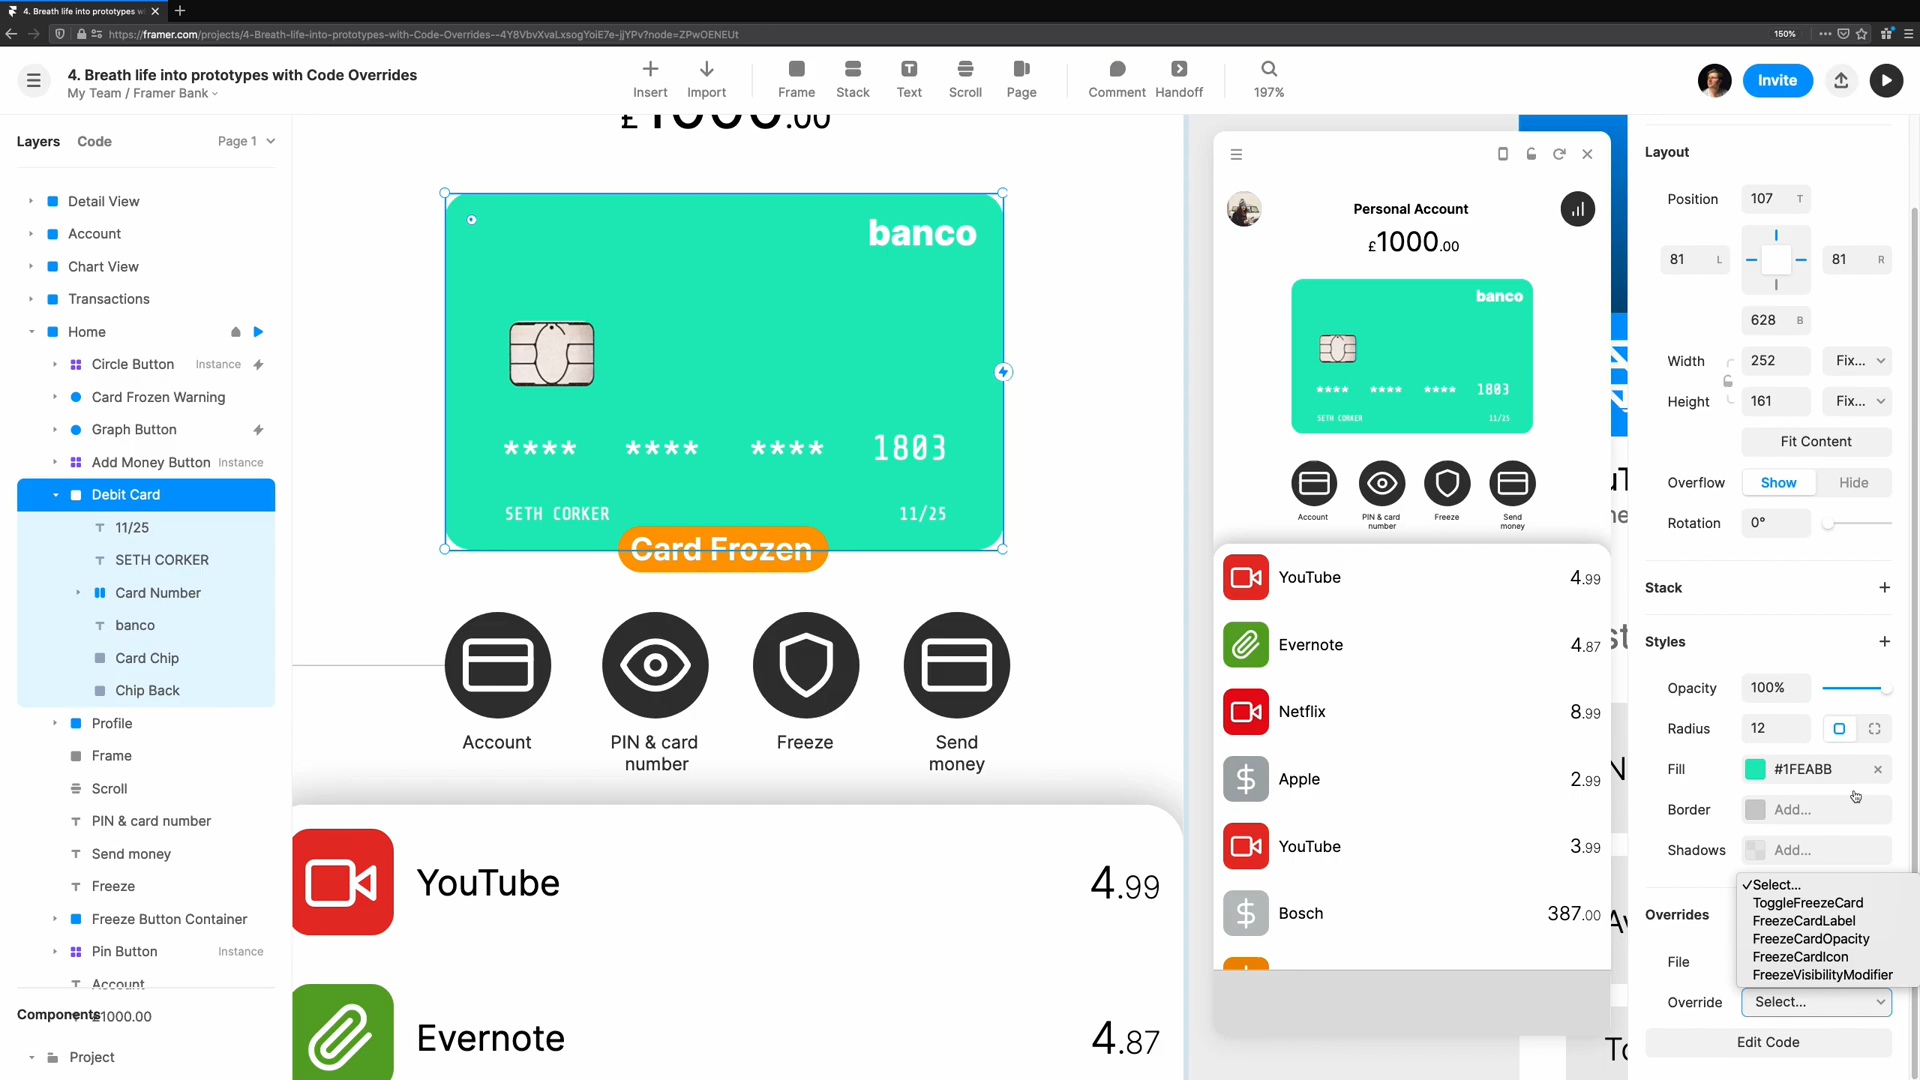 4. Breath life into prototypes wi
https://framer.com/projects/4-Breath-life-into-prototypes-with-Code-Overrides--4Y8VbvXvaLxsogYoiE7e-jjYPv?node=ZPwOENEUt
150%
4. Breath life into prototypes with Code Overrides
My Team / Framer Bank
Insert
Import
Frame
Stack
Text
Scroll
Page
Comment
Handoff
197%
Invite
Layers
Code
Page 1
Detail View
Account
Chart View
Transactions
Home
Circle Button
Instance
Card Frozen Warning
Graph Button
Add Money Button
Instance
Debit Card
11/25
SETH CORKER
Card Number
banco
Card Chip
Chip Back
Profile
Frame
Scroll
PIN & card number
Send money
Freeze
Freeze Button Container
Pin Button
Instance
Account
Components
£1000.00
Project
£1000.00
banco
**** **** **** 1803
SETH CORKER
11/25
Card Frozen
Account
PIN & card
number
Freeze
Send
money
YouTube
4.99
Evernote
4.87
Personal Account
£1000.00
banco
**** **** **** 1803
SETH CORKER
11/25
Account
PIN & card
number
Freeze
Send
money
YouTube
4.99
Evernote
4.87
Netflix
8.99
Apple
2.99
YouTube
3.99
Bosch
387.00
Layout
Position
107 T
81 L
81 R
628 B
Width
252
Fix...
Height
161
Fix...
Fit Content
Overflow
Show
Hide
Rotation
0°
Stack
Styles
Opacity
100%
Radius
12
Fill
#1FEABB
Border
Add...
Shadows
Add...
Overrides
✓Select...
ToggleFreezeCard
FreezeCardLabel
FreezeCardOpacity
FreezeCardIcon
FreezeVisibilityModifier
File
Override
Select...
Edit Code